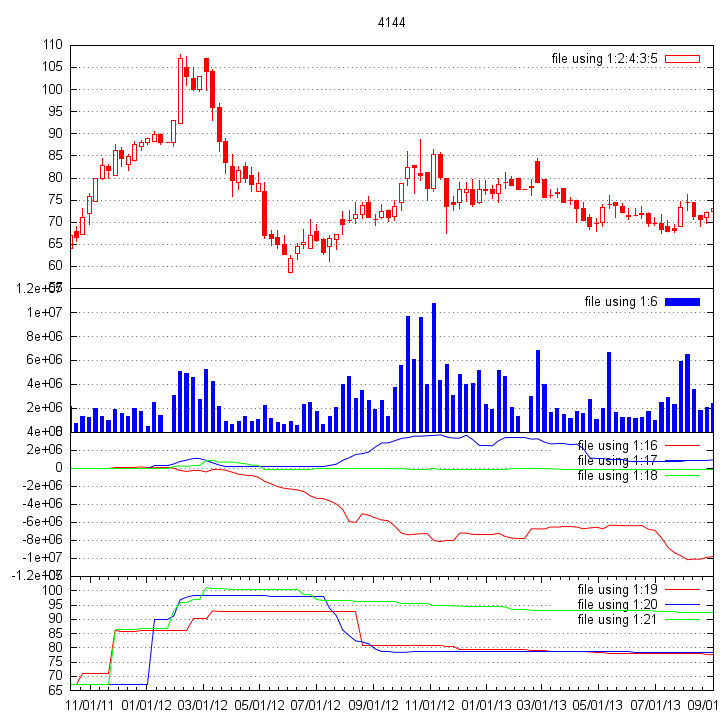 4144
110
file using 1:2:4:3:5
105
100
95
90
85
80
75
70
65
60
1.2e+07
file using 1:6
1e+07
8e+06
6e+06
4e+06
2e+06
4e+06
file using 1:16
2e+06
file using 1:17
0
file using 1:18
-2e+06
-4e+06
-6e+06
-8e+06
-1e+07
-1.2e+07
100
file using 1:19
95
file using 1:20
90
file using 1:21
85
80
75
70
65
11/01/11 01/01/12 03/01/12 05/01/12 07/01/12 09/01/12 11/01/12 01/01/13 03/01/13 05/01/13 07/01/13 09/01